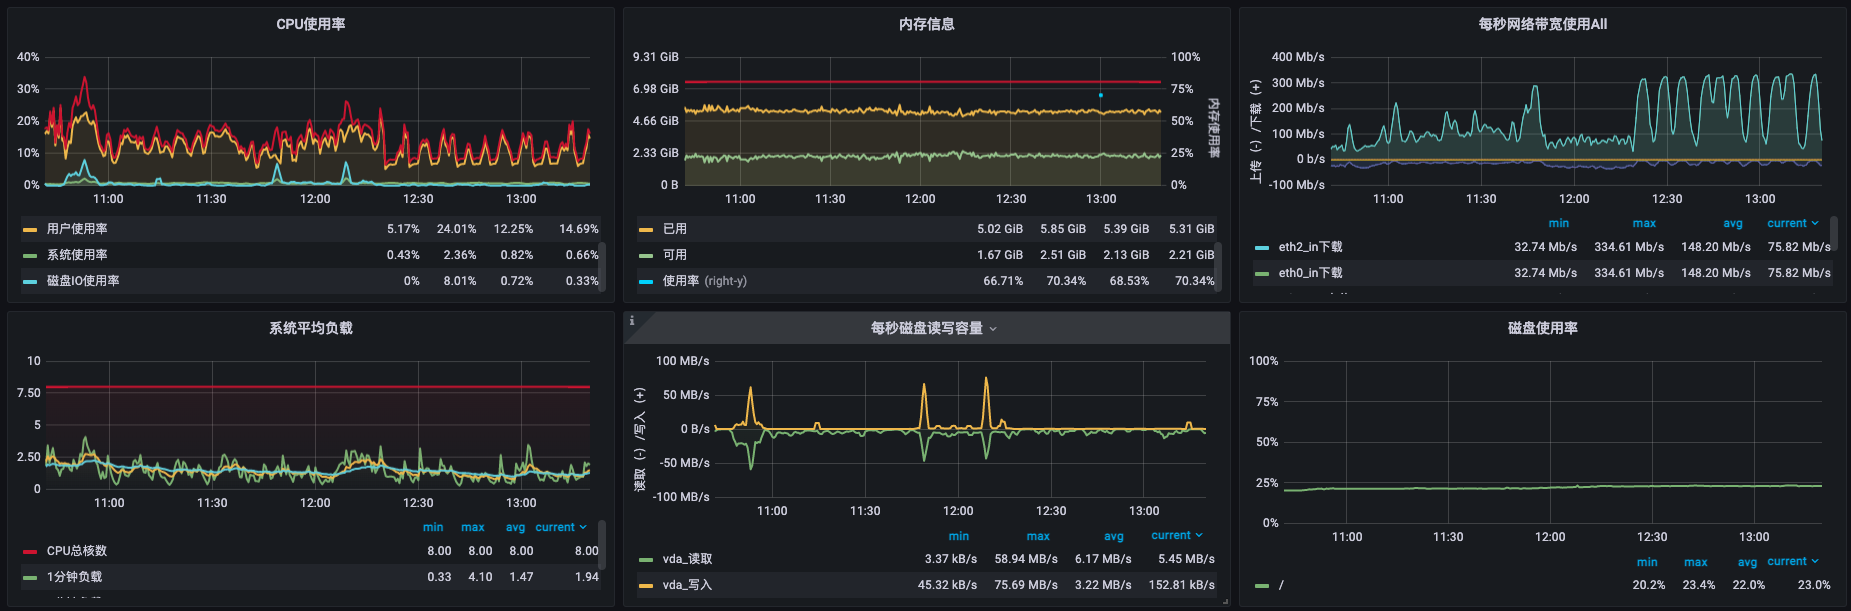 CPU使用率
40%
30%
20%
10%
0%
11:00 11:30 12:00 12:30 13:00
用户使用率 5.17% 24.01% 12.25% 14.69%
系统使用率 0.43% 2.36% 0.82% 0.66%
磁盘IO使用率 0% 8.01% 0.72% 0.33%
内存信息
9.31 GiB 100%
6.98 GiB 75%
4.66 GiB 50%
2.33 GiB 25%
0 B 0%
内存使用率
11:00 11:30 12:00 12:30 13:00
已用 5.02 GiB 5.85 GiB 5.39 GiB 5.31 GiB
可用 1.67 GiB 2.51 GiB 2.13 GiB 2.21 GiB
使用率 (right-y) 66.71% 70.34% 68.53% 70.34%
每秒网络带宽使用All
上传 (-) /下载 (+)
400 Mb/s
300 Mb/s
200 Mb/s
100 Mb/s
0 b/s
-100 Mb/s
11:00 11:30 12:00 12:30 13:00
min max avg current
eth2_in下载 32.74 Mb/s 334.61 Mb/s 148.20 Mb/s 75.82 Mb/s
eth0_in下载 32.74 Mb/s 334.61 Mb/s 148.20 Mb/s 75.82 Mb/s
系统平均负载
10
7.50
5
2.50
0
11:00 11:30 12:00 12:30 13:00
min max avg current
CPU总核数 8.00 8.00 8.00 8.00
1分钟负载 0.33 4.10 1.47 1.94
i
每秒磁盘读写容量
读取 (-) /写入 (+)
100 MB/s
50 MB/s
0 B/s
-50 MB/s
-100 MB/s
11:00 11:30 12:00 12:30 13:00
min max avg current
vda_读取 3.37 kB/s 58.94 MB/s 6.17 MB/s 5.45 MB/s
vda_写入 45.32 kB/s 75.69 MB/s 3.22 MB/s 152.81 kB/s
磁盘使用率
100%
75%
50%
25%
0%
11:00 11:30 12:00 12:30 13:00
min max avg current
/ 20.2% 23.4% 22.0% 23.0%